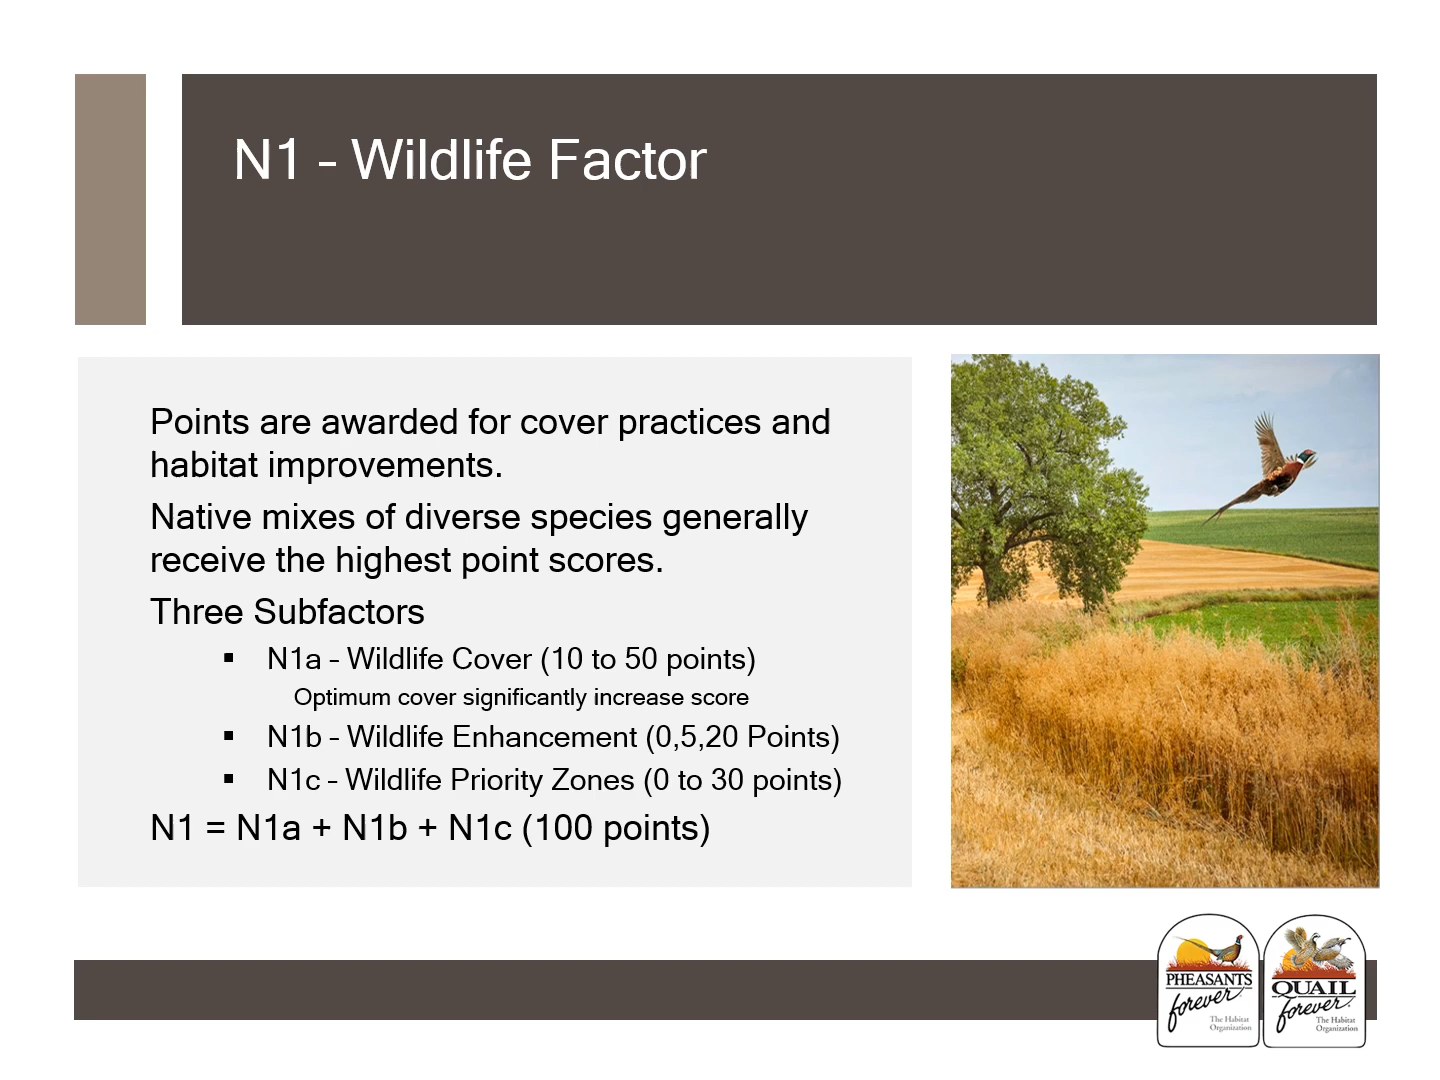 N1 – Wildlife Factor
Points are awarded for cover practices and
habitat improvements.
Native mixes of diverse species generally
receive the highest point scores.
Three Subfactors
▪ N1a – Wildlife Cover (10 to 50 points)
Optimum cover significantly increase score
▪ N1b – Wildlife Enhancement (0,5,20 Points)
▪ N1c – Wildlife Priority Zones (0 to 30 points)
N1 = N1a + N1b + N1c (100 points)
PHEASANTS
forever
The Habitat
Organization
QUAIL
forever
The Habitat
Organization